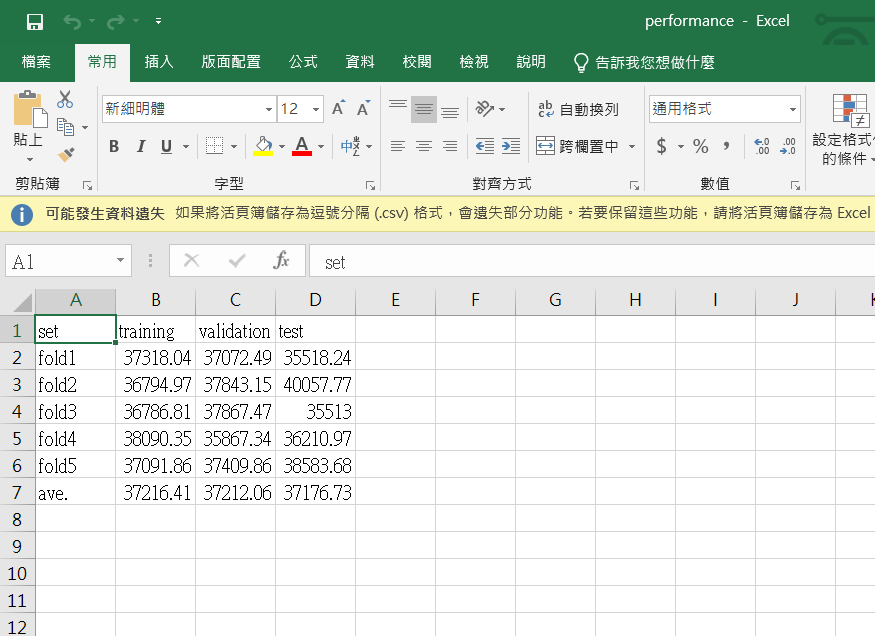 performance - Excel
檔案 常用 插入 版面配置 公式 資料 校閱 檢視 說明 告訴我您想做什麼
新細明體 12 ab 自動換列 通用格式
貼上 B I U A 中 跨欄置中 $ % , .00 .00 設定格式化
的條件
剪貼簿 字型 對齊方式 數值
可能發生資料遺失 如果將活頁簿儲存為逗號分隔 (.csv) 格式，會遺失部分功能。若要保留這些功能，請將活頁簿儲存為 Excel
A1 fx set
A B C D E F G H I J K
1 set training validation test
2 fold1 37318.04 37072.49 35518.24
3 fold2 36794.97 37843.15 40057.77
4 fold3 36786.81 37867.47 35513
5 fold4 38090.35 35867.34 36210.97
6 fold5 37091.86 37409.86 38583.68
7 ave. 37216.41 37212.06 37176.73
8
9
10
11
12